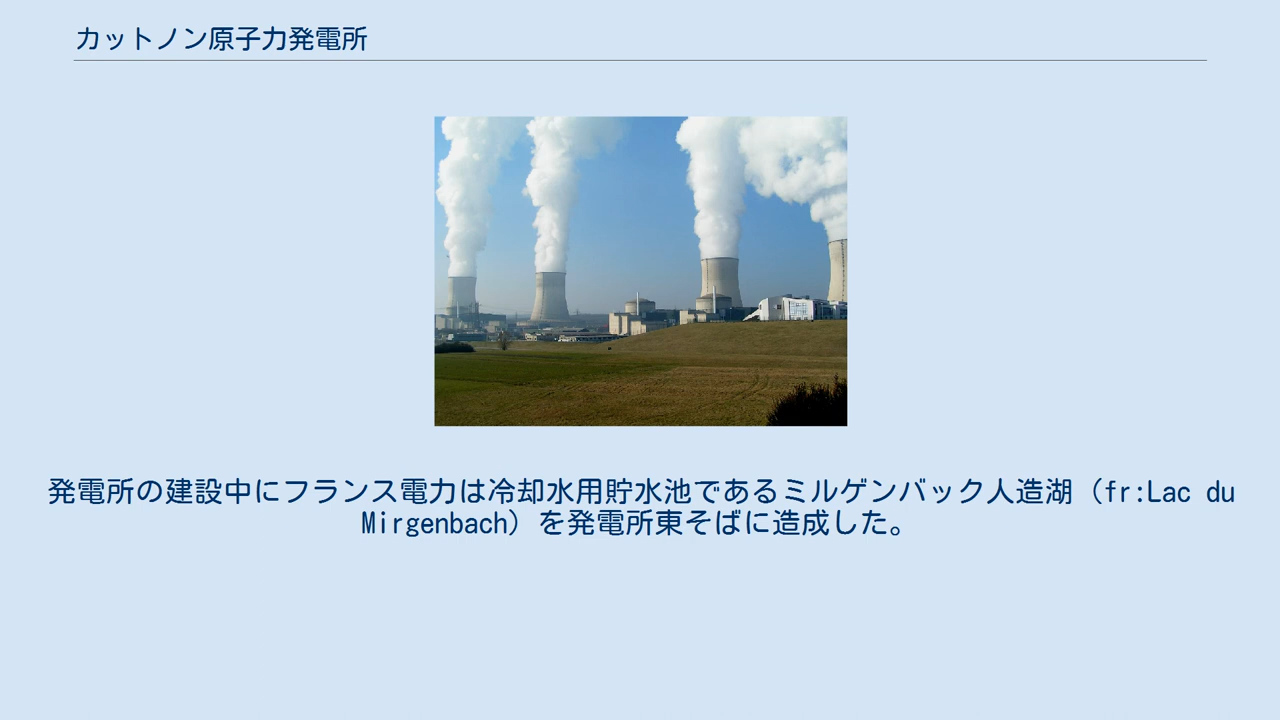 カットノン原子力発電所
発電所の建設中にフランス電力は冷却水用貯水池であるミルゲンバック人造湖（fr:Lac du
Mirgenbach）を発電所東そばに造成した。